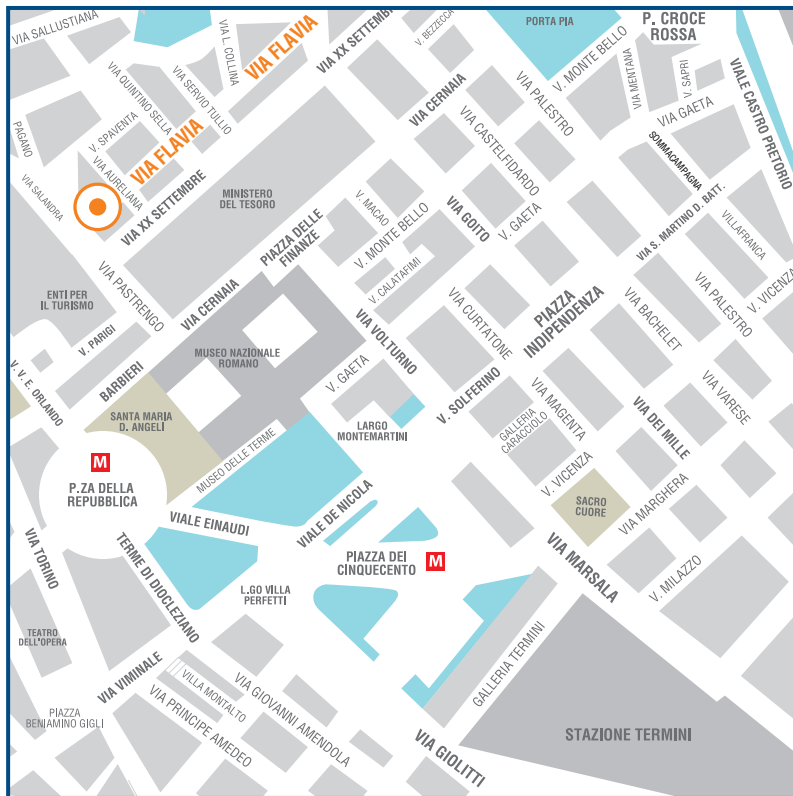 VIA SALLUSTIANA
VIA L. COLLINA
VIA FLAVIA
VIA XX SETTEMBRE
V. BEZZECCA
PORTA PIA
P. CROCE
ROSSA
V. MONTE BELLO
VIA MENTANA
V. SAPRI
VIALE CASTRO PRETORIO
VIA QUINTINO SELLA
VIA SERVIO TULLIO
VIA CERNAIA
VIA PALESTRO
VIA GAETA
PAGANO
V. SPAVENTA
VIA FLAVIA
VIA AURELIANA
VIA CASTELFIDARDO
SOMMACAMPAGNA
VIA SALANDRA
VIA XX SETTEMBRE
MINISTERO
DEL TESORO
V. MACAO
VIA GOITO
V. GAETA
VIA S. MARTINO D. BATT.
VILLAFRANCA
PIAZZA DELLE
FINANZE
V. MONTE BELLO
V. CALATAFIMI
VIA PASTRENGO
VIA CERNAIA
ENTI PER
IL TURISMO
V. PARIGI
VIA VOLTURNO
VIA CURTATONE
PIAZZA
INDIPENDENZA
VIA BACHELET
VIA PALESTRO
V. VICENZA
MUSEO NAZIONALE
ROMANO
V. V. E. ORLANDO
BARBIERI
V. GAETA
V. SOLFERINO
VIA MAGENTA
VIA DEI MILLE
VIA VARESE
SANTA MARIA
D. ANGELI
LARGO
MONTEMARTINI
GALLERIA
CARACCIOLO
MUSEO DELLE TERME
M
P.ZA DELLA
REPUBBLICA
V. VICENZA
SACRO
CUORE
VIA MARGHERA
VIALE EINAUDI
VIALE DE NICOLA
VIA TORINO
TERME DI DIOCLEZIANO
PIAZZA DEI
CINQUECENTO
M
VIA MARSALA
V. MILAZZO
L.GO VILLA
PERFETTI
TEATRO
DELL'OPERA
VIA VIMINALE
VILLA MONTALTO
VIA PRINCIPE AMEDEO
VIA GIOVANNI AMENDOLA
GALLERIA TERMINI
PIAZZA
BENIAMINO GIGLI
VIA GIOLITTI
STAZIONE TERMINI